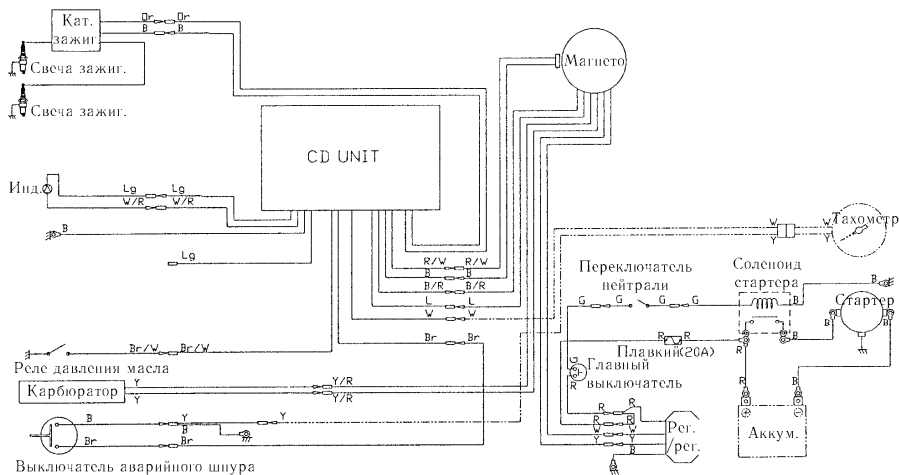 Кат.
зажиг.
Or Or
B B
Свеча зажиг.
Свеча зажиг.
Магнето
CD UNIT
Инд.
Lg Lg
W/R W/R
B
Lg
R/W R/W
B B
B/R B/R
L L
W W
Br Br
W W
Y Y
Тахометр
Переключатель
нейтрали
G G G G
Соленоид
стартера
B
B
Стартер
B B
R B
Плавкий(20A)
G
Главный
выключатель
R
Br/W Br/W
Реле давления масла
Карбюратор
Y Y/R
Y Y/R
B Y Y
B
Br Br
Выключатель аварийного шнура
R R
R R
W W
Y Y
B
Рег.
/рег.
R B
⊕ ⊖
Аккум.